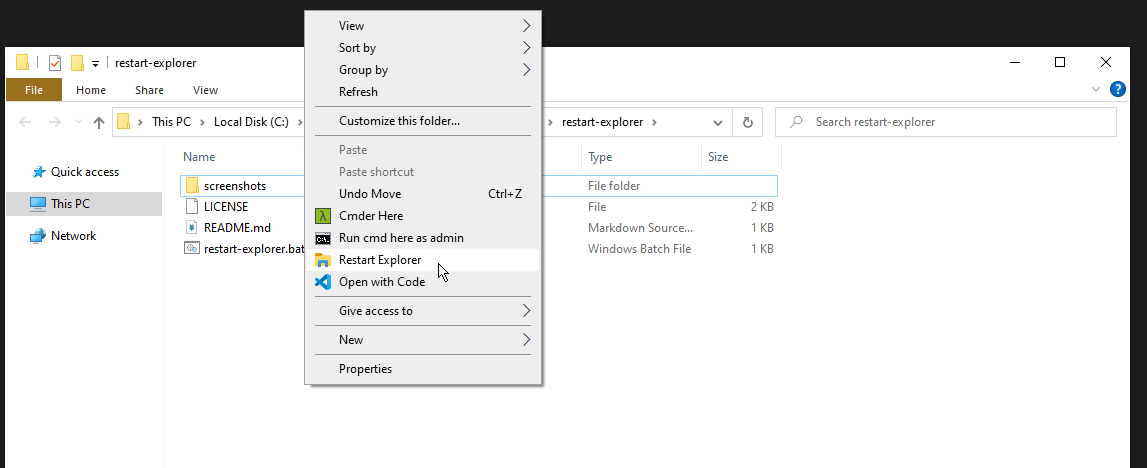 restart-explorer
File Home Share View
This PC Local Disk (C:) restart-explorer Search restart-explorer
Quick access
This PC
Network
Name Type Size
screenshots File folder
LICENSE File 2 KB
README.md Markdown Source... 1 KB
restart-explorer.bat Windows Batch File 1 KB
View
Sort by
Group by
Refresh
Customize this folder...
Paste
Paste shortcut
Undo Move Ctrl+Z
Cmder Here
Run cmd here as admin
Restart Explorer
Open with Code
Give access to
New
Properties